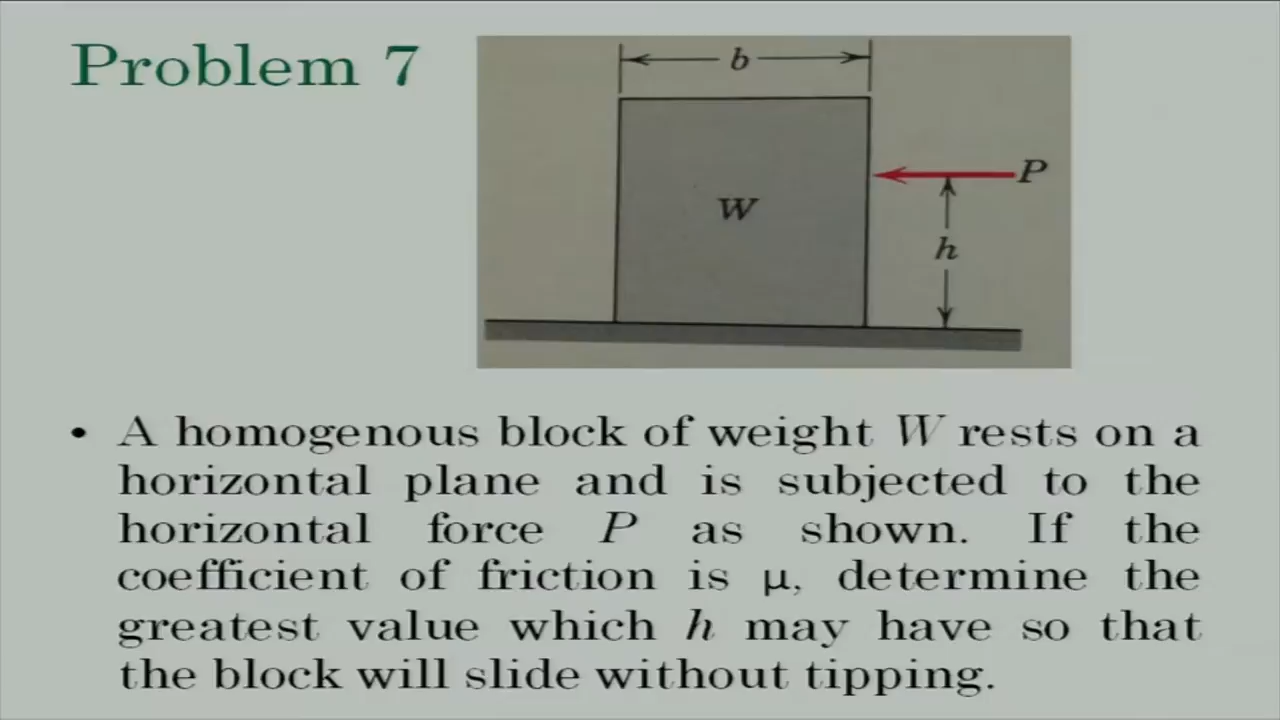 Problem 7
b
P
W
h
• A homogenous block of weight W rests on a
horizontal plane and is subjected to the
horizontal force P as shown. If the
coefficient of friction is μ, determine the
greatest value which h may have so that
the block will slide without tipping.